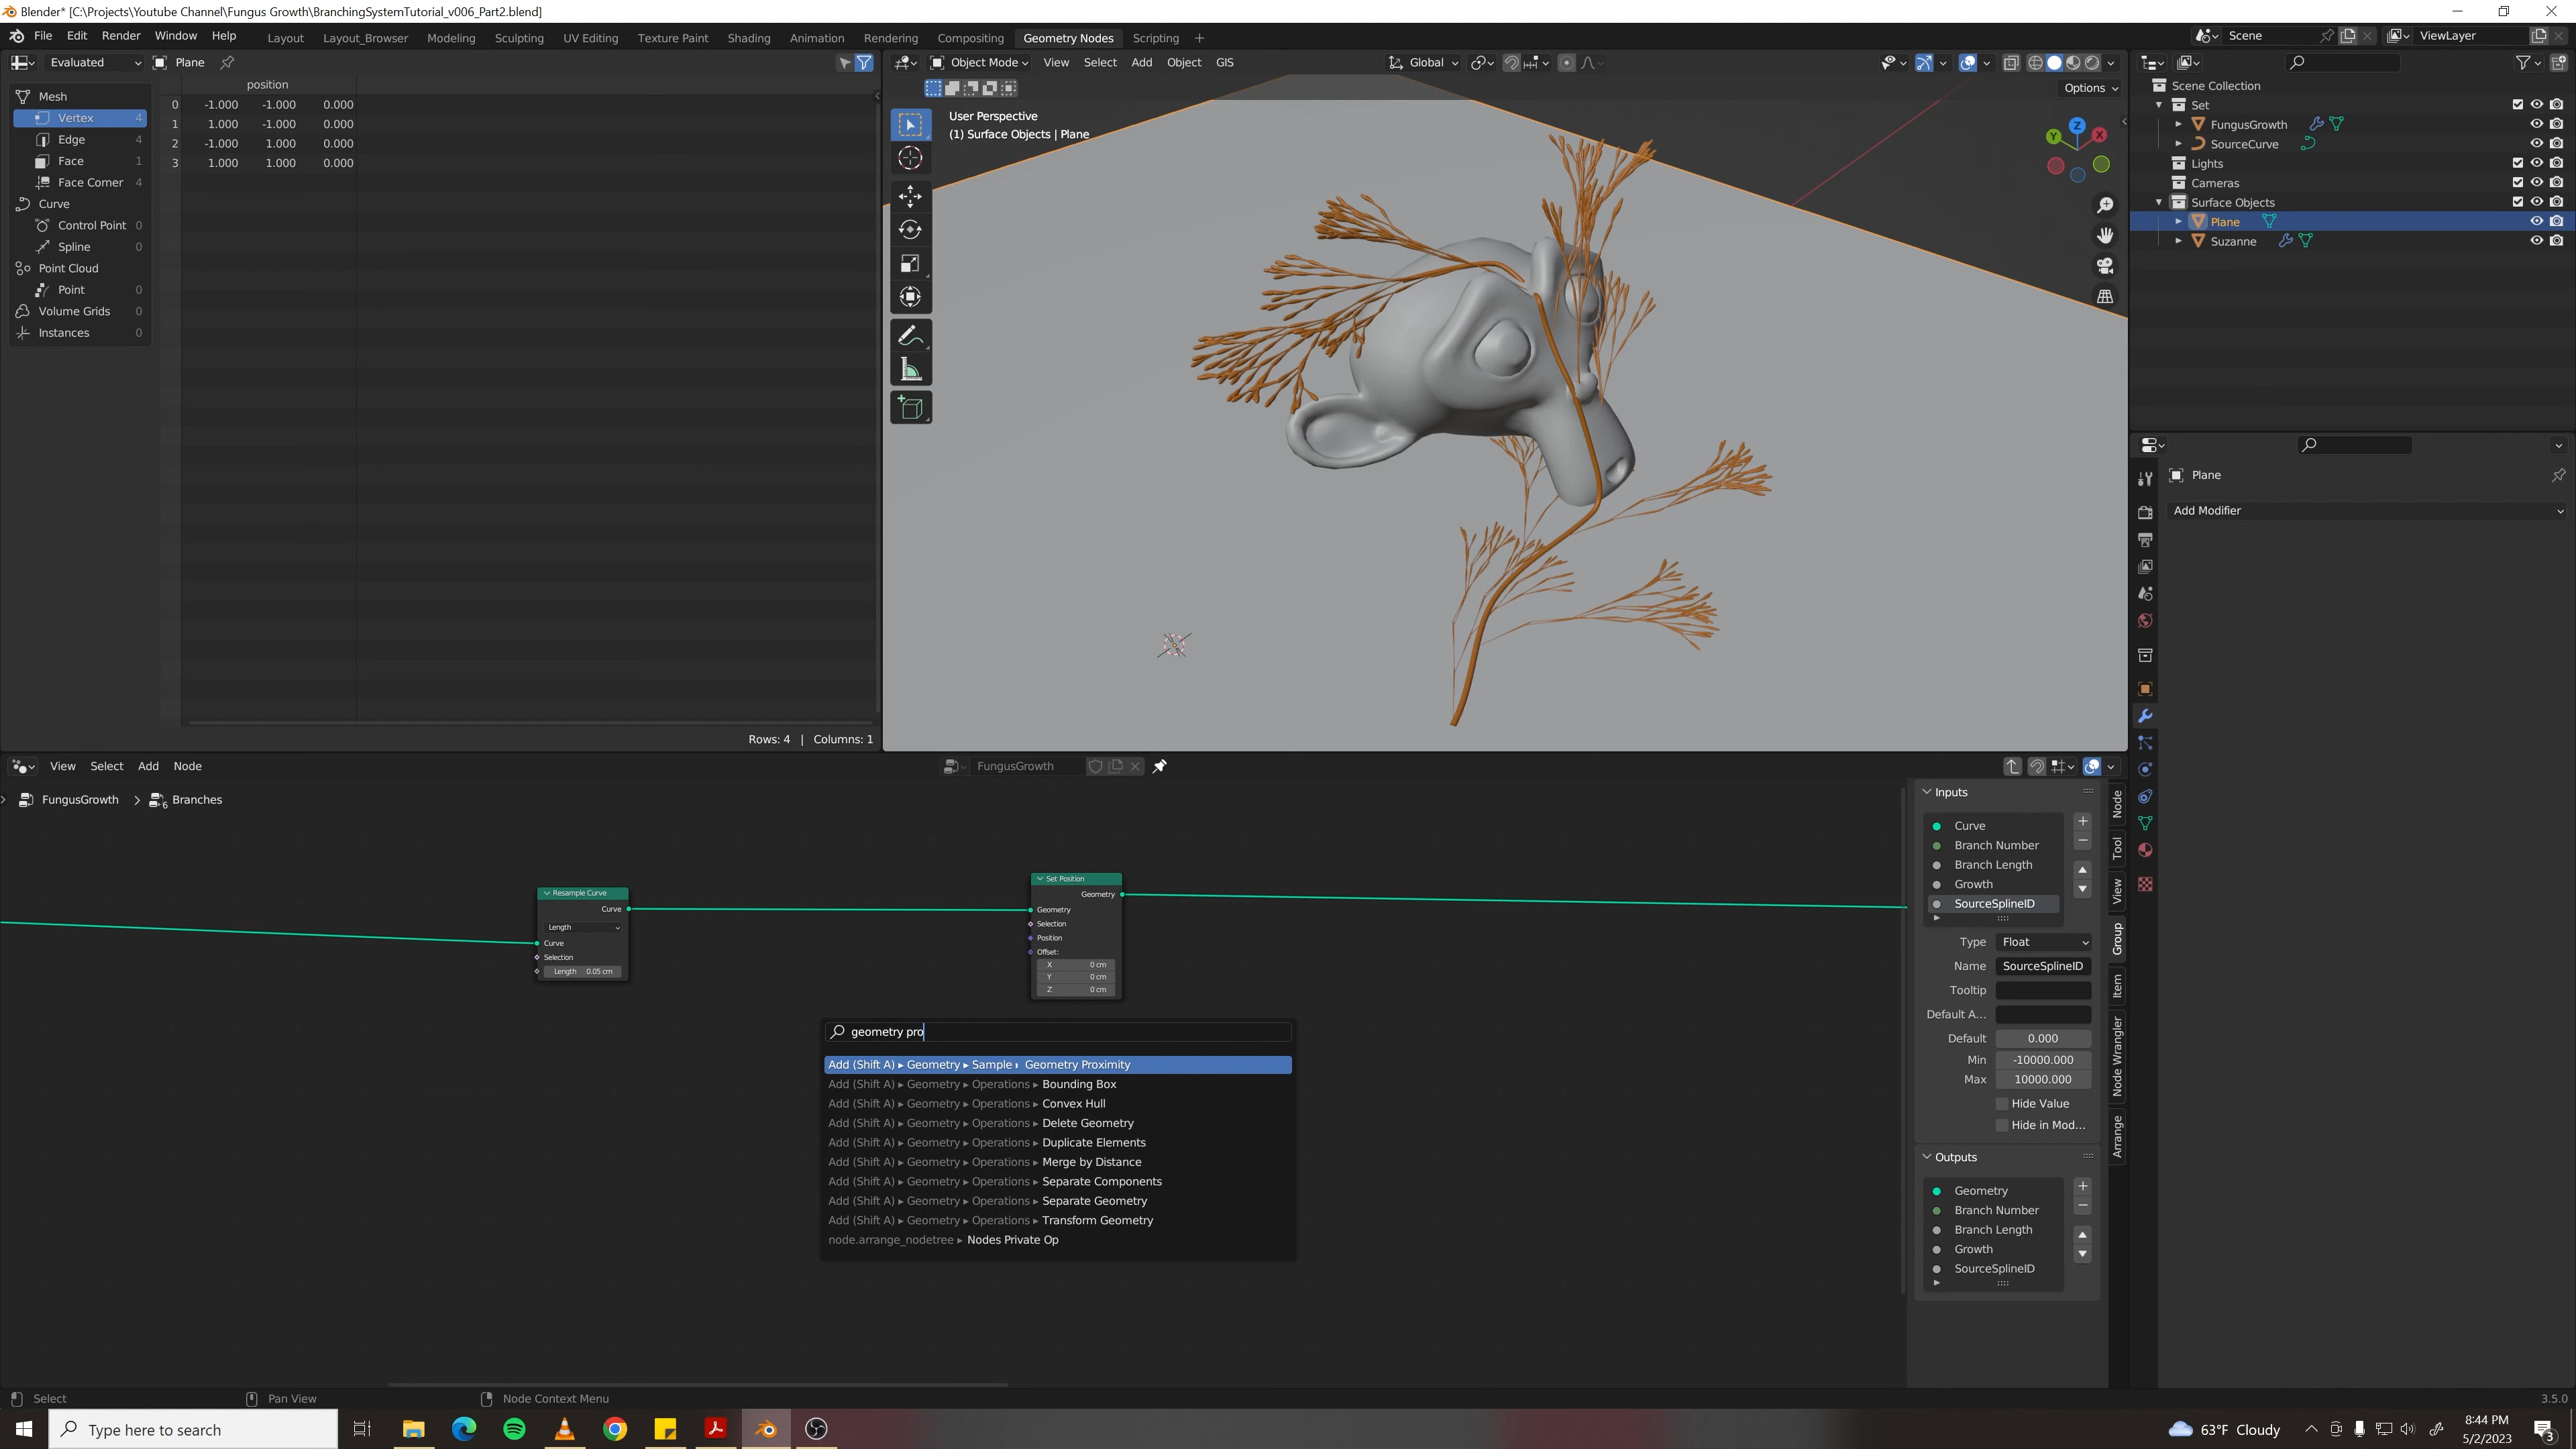 Blender* [C:\Projects\Youtube Channel\Fungus Growth\BranchingSystemTutorial_v006_Part2.blend]
File Edit Render Window Help
Layout Layout_Browser Modeling Sculpting UV Editing Texture Paint Shading Animation Rendering Compositing Geometry Nodes Scripting +
Scene
ViewLayer
Evaluated
Plane
position
Mesh
Vertex 4
Edge 4
Face 1
Face Corner 4
Curve
Control Point 0
Spline 0
Point Cloud
Point 0
Volume Grids 0
Instances 0
0 -1.000 -1.000 0.000
1 1.000 -1.000 0.000
2 -1.000 1.000 0.000
3 1.000 1.000 0.000
Rows: 4 | Columns: 1
Object Mode View Select Add Object GIS
Global
Options
User Perspective
(1) Surface Objects | Plane
Z
Y
X
Scene Collection
Set
FungusGrowth
SourceCurve
Lights
Cameras
Surface Objects
Plane
Suzanne
Plane
Add Modifier
View Select Add Node
FungusGrowth
FungusGrowth > 6 Branches
Resample Curve
Curve
Length
Curve
Selection
Length 0.05 cm
Set Position
Geometry
Geometry
Selection
Position
Offset:
X 0 cm
Y 0 cm
Z 0 cm
geometry pro
Add (Shift A) ▸ Geometry ▸ Sample ▸ Geometry Proximity
Add (Shift A) ▸ Geometry ▸ Operations ▸ Bounding Box
Add (Shift A) ▸ Geometry ▸ Operations ▸ Convex Hull
Add (Shift A) ▸ Geometry ▸ Operations ▸ Delete Geometry
Add (Shift A) ▸ Geometry ▸ Operations ▸ Duplicate Elements
Add (Shift A) ▸ Geometry ▸ Operations ▸ Merge by Distance
Add (Shift A) ▸ Geometry ▸ Operations ▸ Separate Components
Add (Shift A) ▸ Geometry ▸ Operations ▸ Separate Geometry
Add (Shift A) ▸ Geometry ▸ Operations ▸ Transform Geometry
node.arrange_nodetree ▸ Nodes Private Op
Inputs
Curve
Branch Number
Branch Length
Growth
SourceSplineID
Type Float
Name SourceSplineID
Tooltip
Default A...
Default 0.000
Min -10000.000
Max 10000.000
Hide Value
Hide in Mod...
Outputs
Geometry
Branch Number
Branch Length
Growth
SourceSplineID
Node
Tool
View
Group
Item
Node Wrangler
Arrange
Select
Pan View
Node Context Menu
3.5.0
Type here to search
63°F Cloudy
8:44 PM
5/2/2023
3